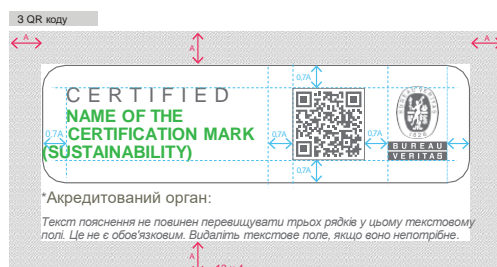 З QR коду
A
A
A
CERTIFIED
NAME OF THE
CERTIFICATION MARK
(SUSTAINABILITY)
0,7A
0,7A
0,7A
0,7A
0,7A
BUREAU VERITAS
1828
BUREAU
VERITAS
*Акредитований орган:
Текст пояснення не повинен перевищувати трьох рядків у цьому текстовому
полі. Це не є обов'язковим. Видаліть текстове поле, якщо воно непотрібне.
A